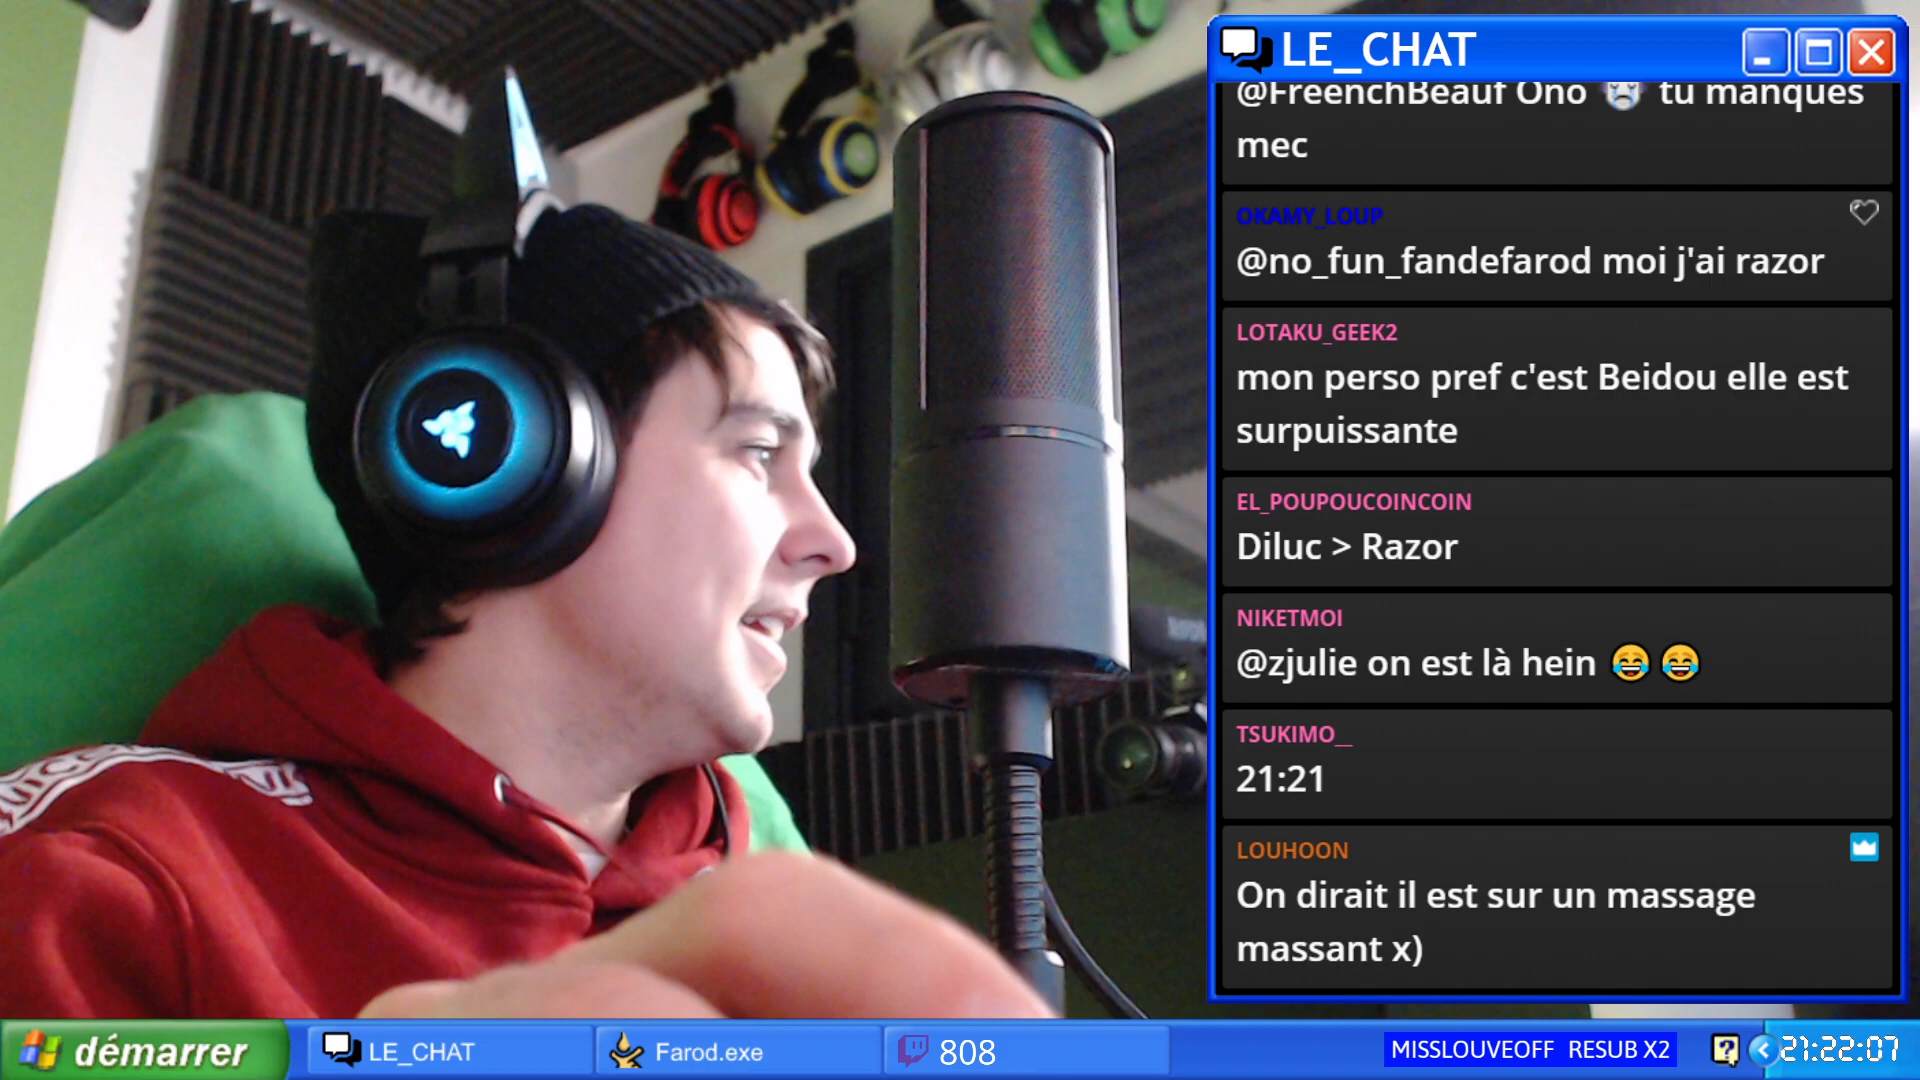 LE_CHAT
@FreenchBeauf Ono 😭 tu manques
mec
OKAMY_LOUP
@no_fun_fandefarod moi j'ai razor
LOTAKU_GEEK2
mon perso pref c'est Beidou elle est
surpuissante
EL_POUPOUCOINCOIN
Diluc > Razor
NIKETMOI
@zjulie on est là hein 😂 😂
TSUKIMO__
21:21
LOUHOON
On dirait il est sur un massage
massant x)
démarrer
LE_CHAT
Farod.exe
808
MISSLOUVEOFF RESUB X2
21:22:07